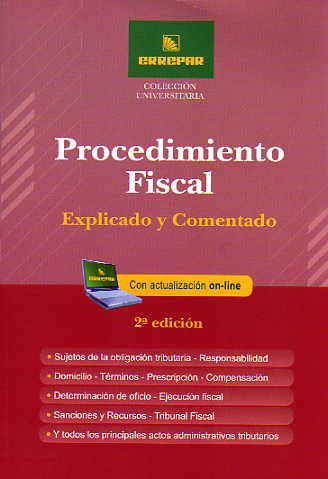 ERREPAR
COLECCIÓN
UNIVERSITARIA
Procedimiento
Fiscal
Explicado y Comentado
ERREPAR
Con actualización on-line
2ª edición
• Sujetos de la obligación tributaria - Responsabilidad
• Domicilio - Términos - Prescripción - Compensación
• Determinación de oficio - Ejecución fiscal
• Sanciones y Recursos - Tribunal Fiscal
• Y todos los principales actos administrativos tributarios